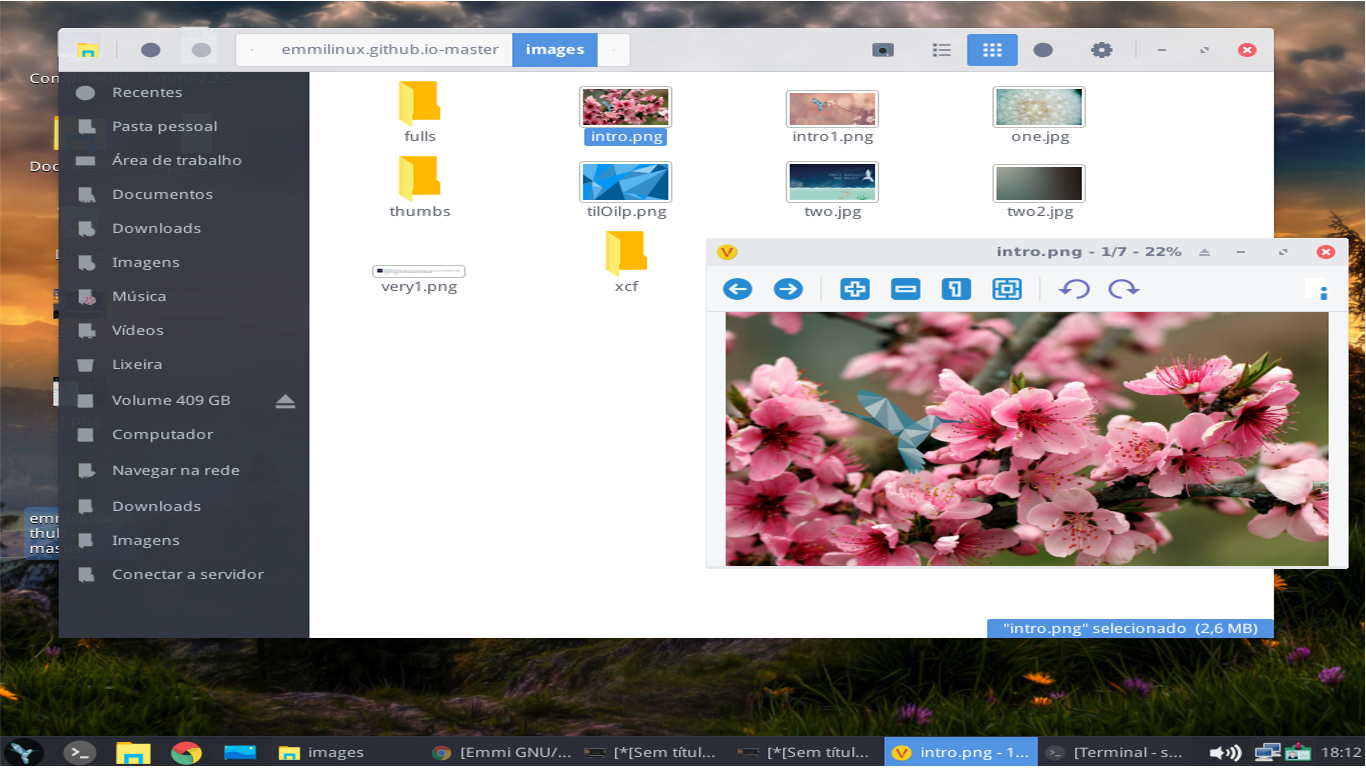 emmilinux.github.io-master
images
Recentes
Pasta pessoal
Área de trabalho
Documentos
Downloads
Imagens
Música
Vídeos
Lixeira
Volume 409 GB
Computador
Navegar na rede
Downloads
Imagens
Conectar a servidor
fulls
intro.png
intro1.png
one.jpg
thumbs
tilOilp.png
two.jpg
two2.jpg
very1.png
xcf
intro.png - 1/7 - 22%
"intro.png" selecionado (2,6 MB)
images
[Emmi GNU/...
[*[Sem títul...
[*[Sem títul...
intro.png - 1...
[Terminal - s...
18:12